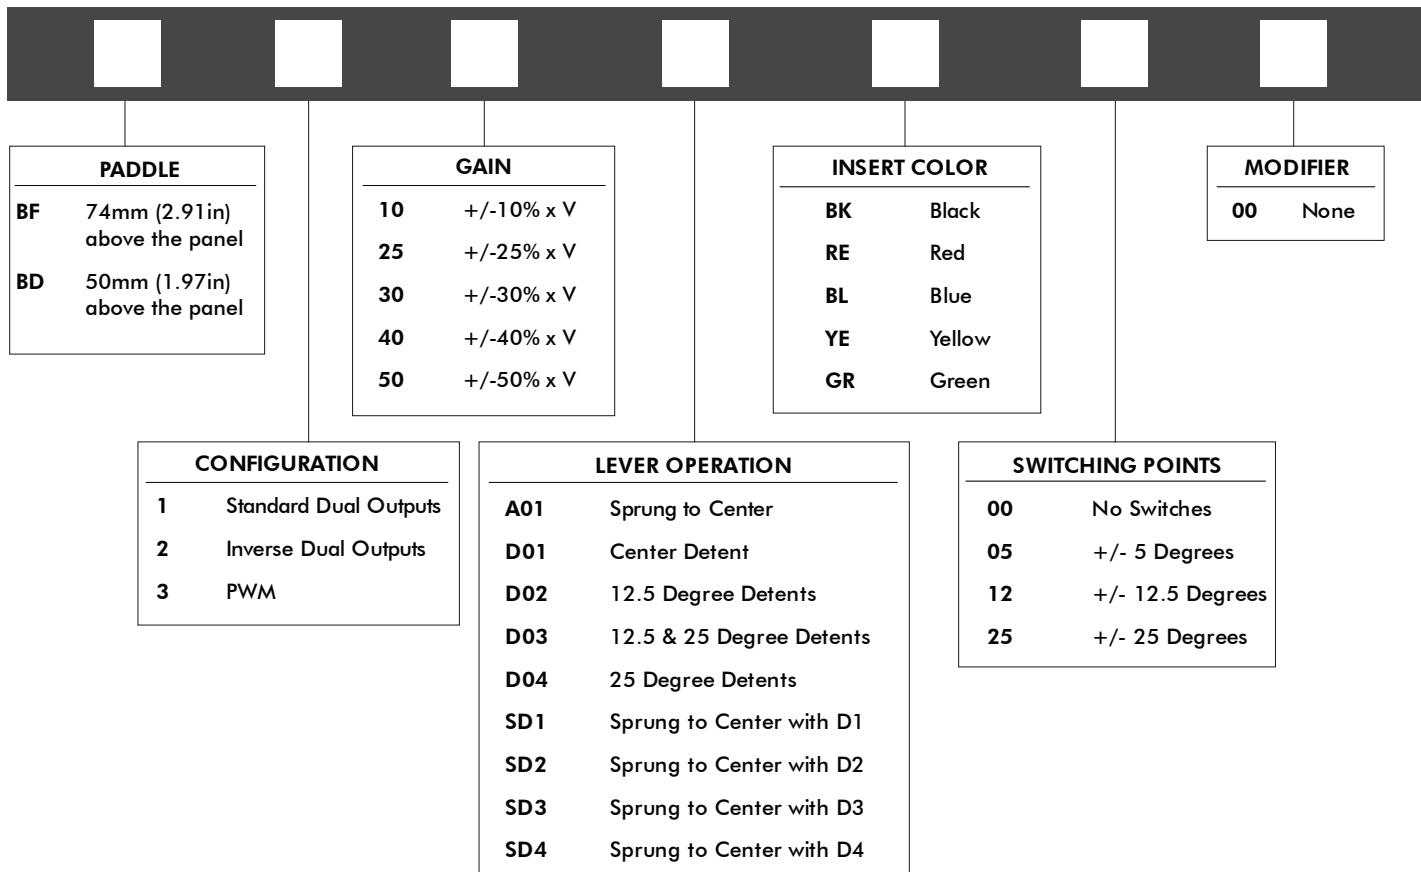 PADDLE
BF 74mm (2.91in)
above the panel
BD 50mm (1.97in)
above the panel
GAIN
10 +/-10% x V
25 +/-25% x V
30 +/-30% x V
40 +/-40% x V
50 +/-50% x V
INSERT COLOR
BK Black
RE Red
BL Blue
YE Yellow
GR Green
MODIFIER
00 None
CONFIGURATION
1 Standard Dual Outputs
2 Inverse Dual Outputs
3 PWM
LEVER OPERATION
A01 Sprung to Center
D01 Center Detent
D02 12.5 Degree Detents
D03 12.5 & 25 Degree Detents
D04 25 Degree Detents
SD1 Sprung to Center with D1
SD2 Sprung to Center with D2
SD3 Sprung to Center with D3
SD4 Sprung to Center with D4
SWITCHING POINTS
00 No Switches
05 +/- 5 Degrees
12 +/- 12.5 Degrees
25 +/- 25 Degrees